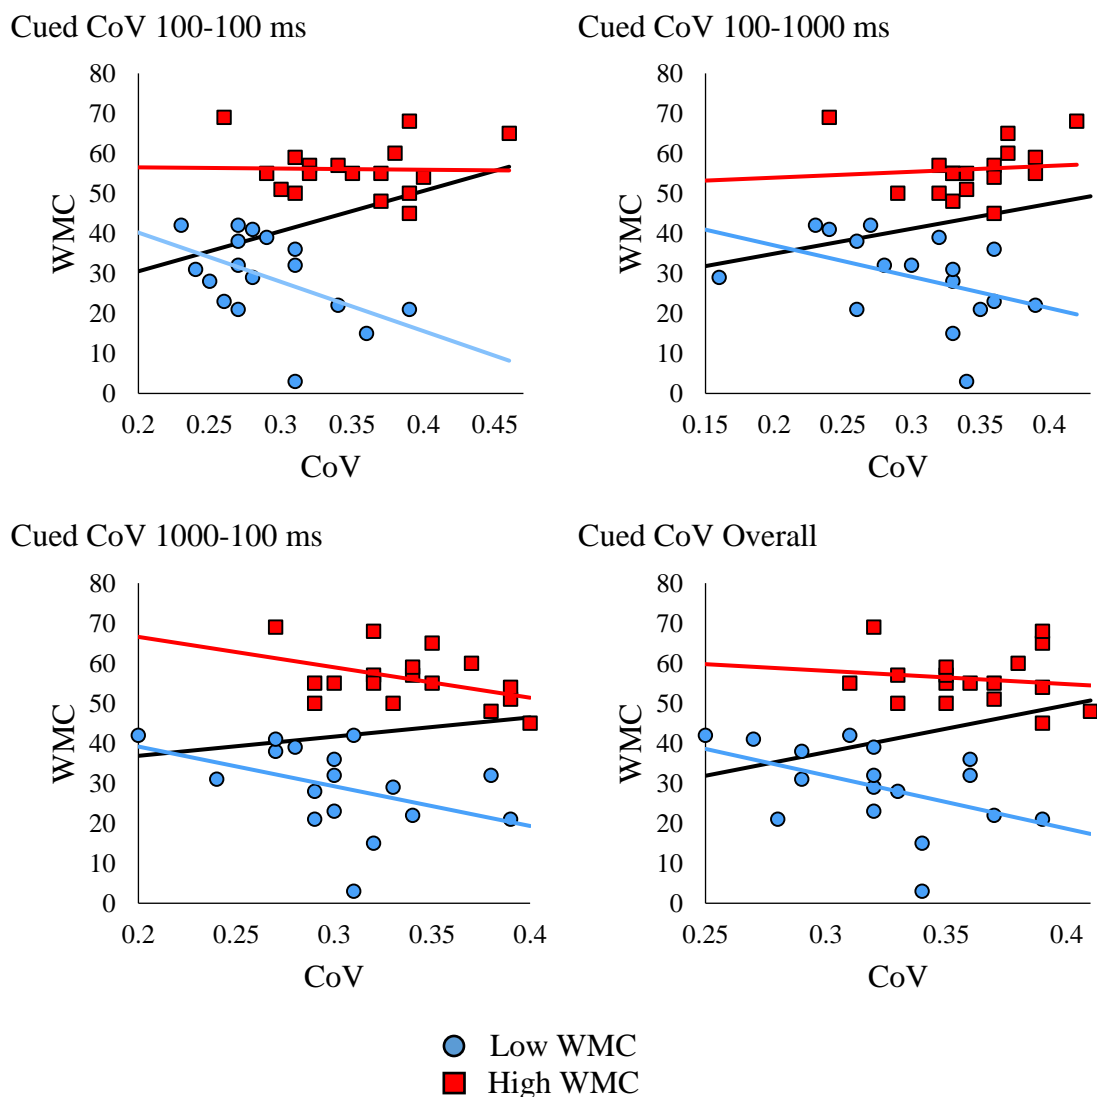 Cued CoV 100-100 ms
80
70
60
50
40
30
20
10
0
WMC
0.2 0.25 0.3 0.35 0.4 0.45
CoV
Cued CoV 100-1000 ms
80
70
60
50
40
30
20
10
0
WMC
0.15 0.2 0.25 0.3 0.35 0.4
CoV
Cued CoV 1000-100 ms
80
70
60
50
40
30
20
10
0
WMC
0.2 0.25 0.3 0.35 0.4
CoV
Cued CoV Overall
80
70
60
50
40
30
20
10
0
WMC
0.25 0.3 0.35 0.4
CoV
Low WMC
High WMC